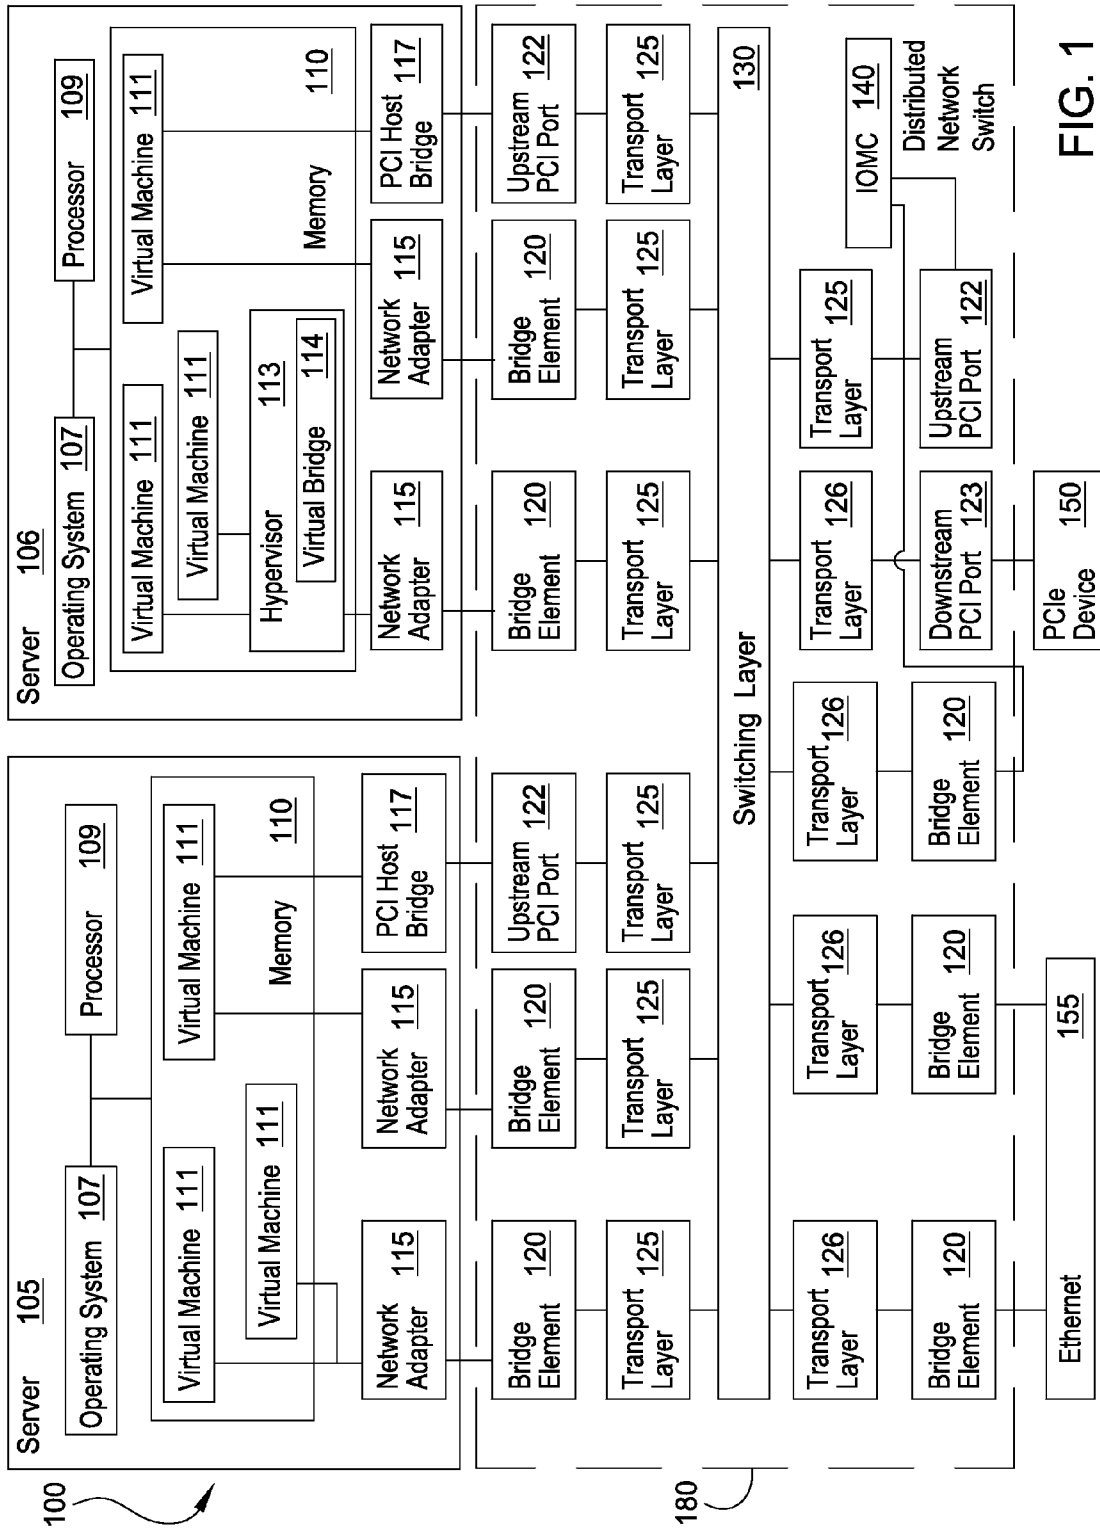 100
Server 105
Operating System 107
Processor 109
Virtual Machine 111
Virtual Machine 111
Virtual Machine 111
Memory 110
Network
Adapter 115
Network
Adapter 115
PCI Host
Bridge 117
Server 106
Operating System 107
Processor 109
Virtual Machine 111
Virtual Machine 111
Virtual Machine 111
Hypervisor 113
Virtual Bridge 114
Memory 110
Network
Adapter 115
Network
Adapter 115
PCI Host
Bridge 117
180
Bridge
Element 120
Bridge
Element 120
Upstream
PCI Port 122
Bridge
Element 120
Bridge
Element 120
Upstream
PCI Port 122
Transport
Layer 125
Transport
Layer 125
Transport
Layer 125
Transport
Layer 125
Transport
Layer 125
Transport
Layer 125
Switching Layer 130
Transport
Layer 126
Transport
Layer 126
Transport
Layer 126
Transport
Layer 126
Transport
Layer 125
IOMC 140
Bridge
Element 120
Bridge
Element 120
Bridge
Element 120
Downstream
PCI Port 123
Upstream
PCI Port 122
Distributed
Network
Switch
Ethernet 155
PCIe
Device 150
FIG. 1